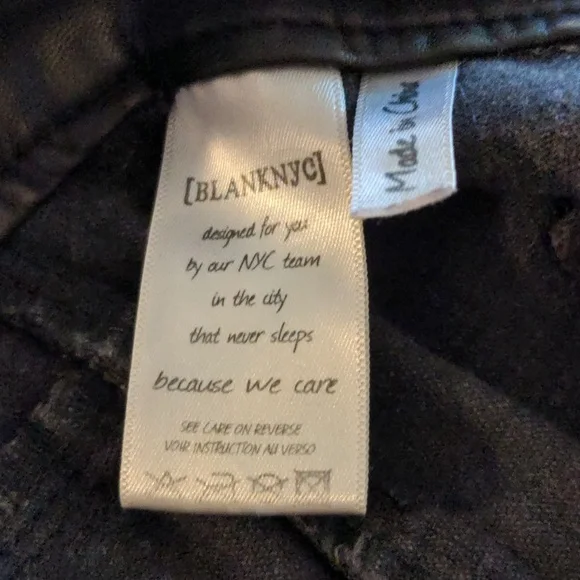 [BLANKNYC]
designed for you
by our NYC team
in the city
that never sleeps
because we care
SEE CARE ON REVERSE
VOIR INSTRUCTION AU VERSO
Made in China